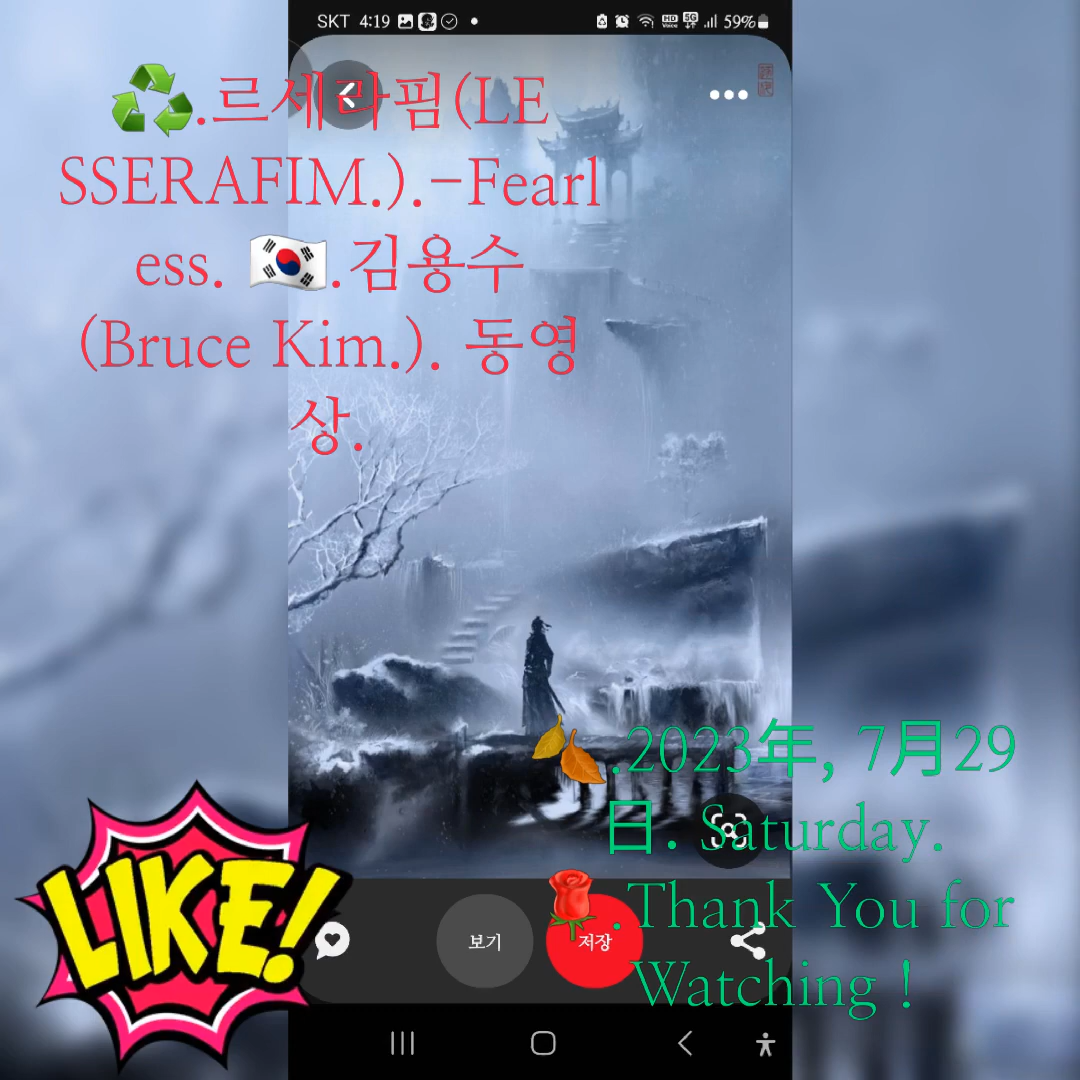 SKT 4:19 59%
♻️.르세라핌(LE
SSERAFIM.).-Fearl
ess. 🇰🇷.김용수
(Bruce Kim.). 동영
상.
🍂.2023年, 7月29
日. Saturday.
🌹.Thank You for
Watching !
LIKE!
보기
저장